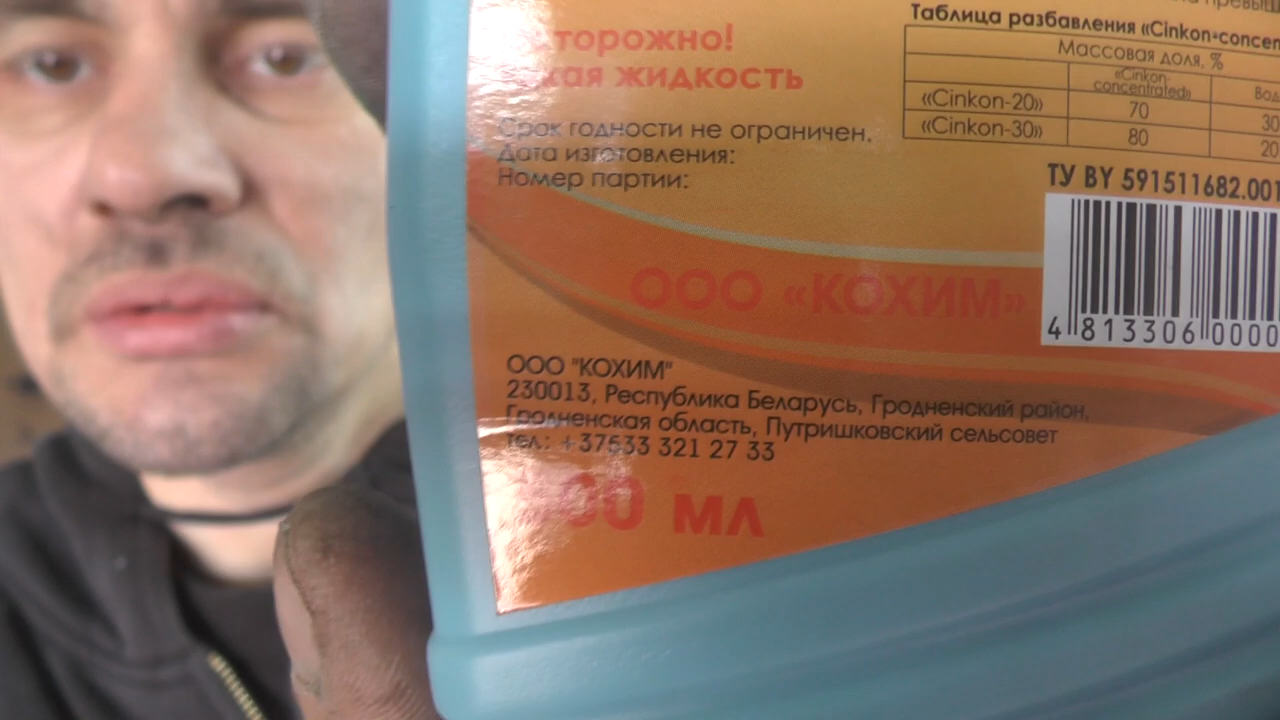 торожно!
кая жидкость
Срок годности не ограничен.
Дата изготовления:
Номер партии:
Таблица разбавления «Cinkon-concen
Массовая доля, %
«Cinkon-concentrated» Вод
«Cinkon-20» 70 30
«Cinkon-30» 80 20
ТУ BY 591511682.001
4 813306 0000
ООО «КОХИМ»
ООО "КОХИМ"
230013, Республика Беларусь, Гродненский район,
Гродненская область, Путришковский сельсовет
тел.: +37533 321 27 33
00 мл